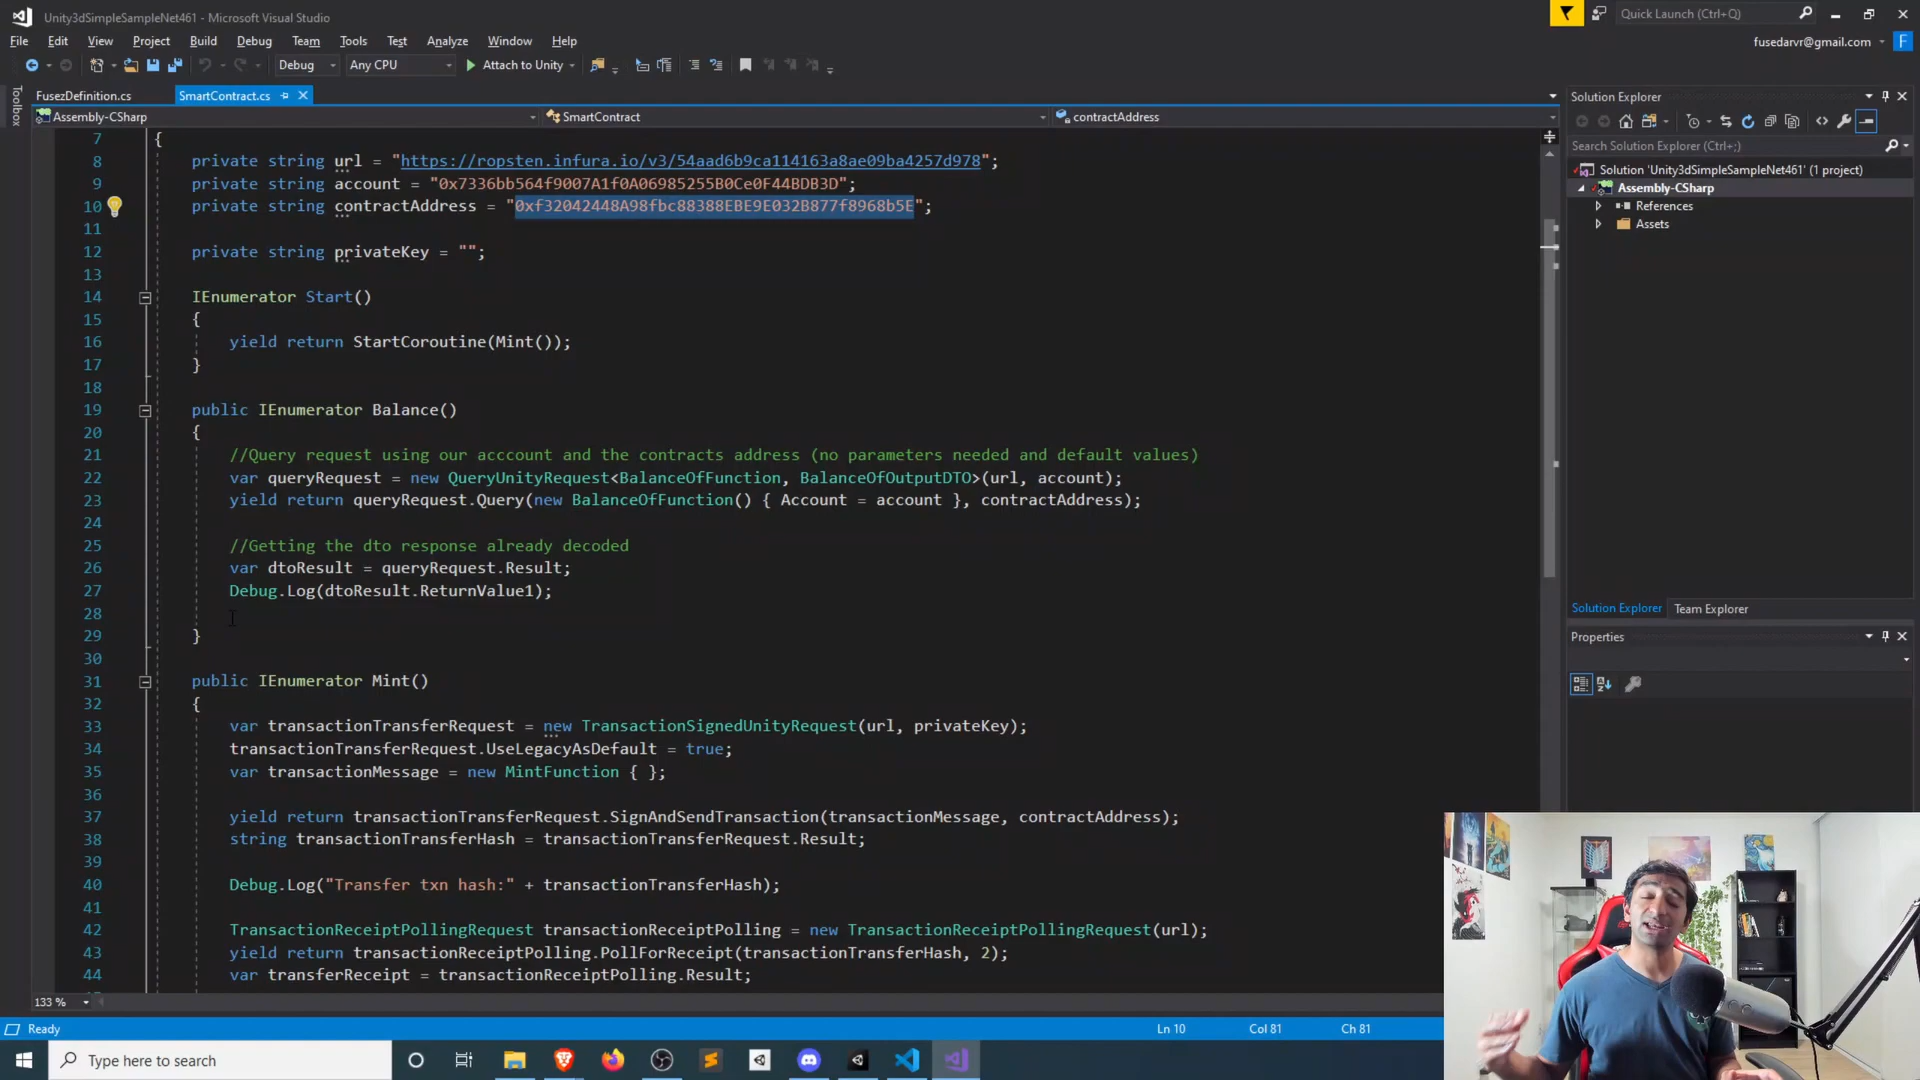 Unity3dSimpleSampleNet461 - Microsoft Visual Studio
Quick Launch (Ctrl+Q)
File Edit View Project Build Debug Team Tools Test Analyze Window Help
fusedarvr@gmail.com F
Debug Any CPU Attach to Unity
Toolbox
FusezDefinition.cs SmartContract.cs
Assembly-CSharp SmartContract contractAddress
7 {
8 private string url = "https://ropsten.infura.io/v3/54aad6b9ca114163a8ae09ba4257d978";
9 private string account = "0x7336bb564f9007A1f0A06985255B0Ce0F44BDB3D";
10 private string contractAddress = "0xf32042448A98fbc88388EBE9E032B877f8968b5E";
11
12 private string privateKey = "";
13
14 IEnumerator Start()
15 {
16 yield return StartCoroutine(Mint());
17 }
18
19 public IEnumerator Balance()
20 {
21 //Query request using our acccount and the contracts address (no parameters needed and default values)
22 var queryRequest = new QueryUnityRequest<BalanceOfFunction, BalanceOfOutputDTO>(url, account);
23 yield return queryRequest.Query(new BalanceOfFunction() { Account = account }, contractAddress);
24
25 //Getting the dto response already decoded
26 var dtoResult = queryRequest.Result;
27 Debug.Log(dtoResult.ReturnValue1);
28
29 }
30
31 public IEnumerator Mint()
32 {
33 var transactionTransferRequest = new TransactionSignedUnityRequest(url, privateKey);
34 transactionTransferRequest.UseLegacyAsDefault = true;
35 var transactionMessage = new MintFunction { };
36
37 yield return transactionTransferRequest.SignAndSendTransaction(transactionMessage, contractAddress);
38 string transactionTransferHash = transactionTransferRequest.Result;
39
40 Debug.Log("Transfer txn hash:" + transactionTransferHash);
41
42 TransactionReceiptPollingRequest transactionReceiptPolling = new TransactionReceiptPollingRequest(url);
43 yield return transactionReceiptPolling.PollForReceipt(transactionTransferHash, 2);
44 var transferReceipt = transactionReceiptPolling.Result;
133 %
Solution Explorer
Search Solution Explorer (Ctrl+;)
Solution 'Unity3dSimpleSampleNet461' (1 project)
Assembly-CSharp
References
Assets
Solution Explorer Team Explorer
Properties
Ready Ln 10 Col 81 Ch 81
Type here to search